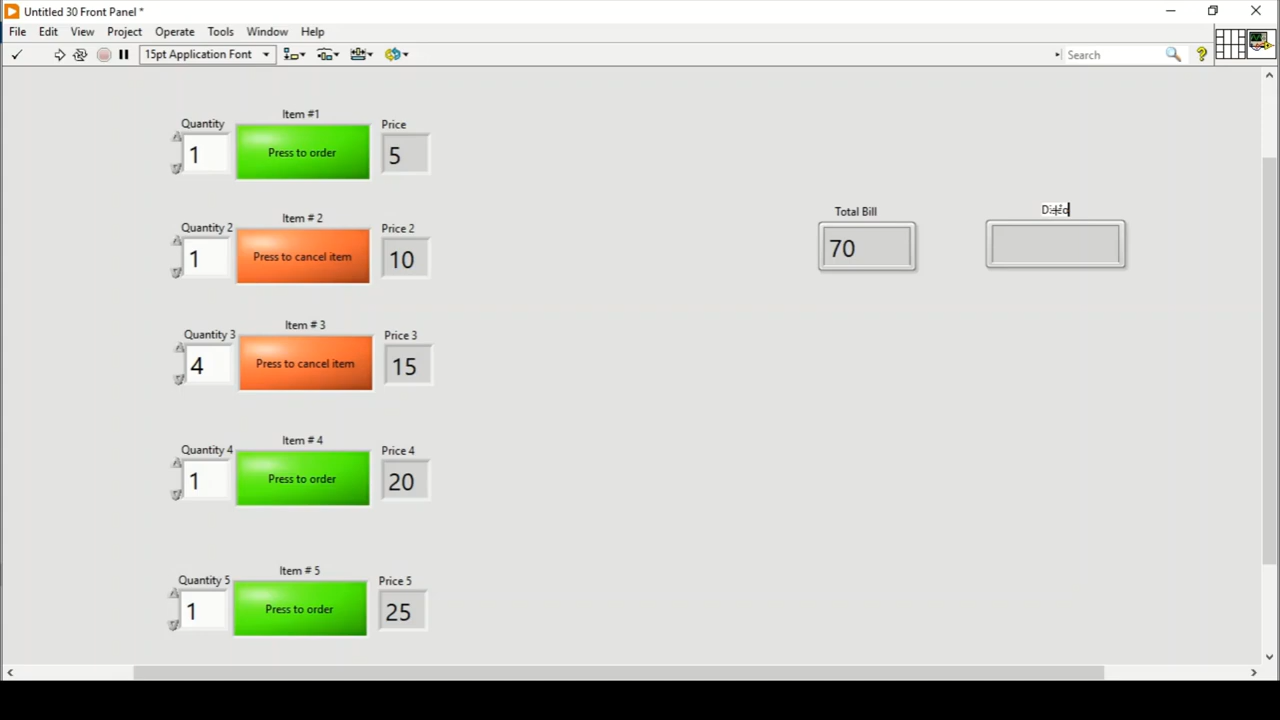 Untitled 30 Front Panel *
File Edit View Project Operate Tools Window Help
15pt Application Font
Search
?
Item #1
Quantity
Press to order
Price
1
5
Item # 2
Quantity 2
Press to cancel item
Price 2
1
10
Total Bill
70
Item # 3
Quantity 3
Press to cancel item
Price 3
4
15
Item # 4
Quantity 4
Press to order
Price 4
1
20
Item # 5
Quantity 5
Press to order
Price 5
1
25